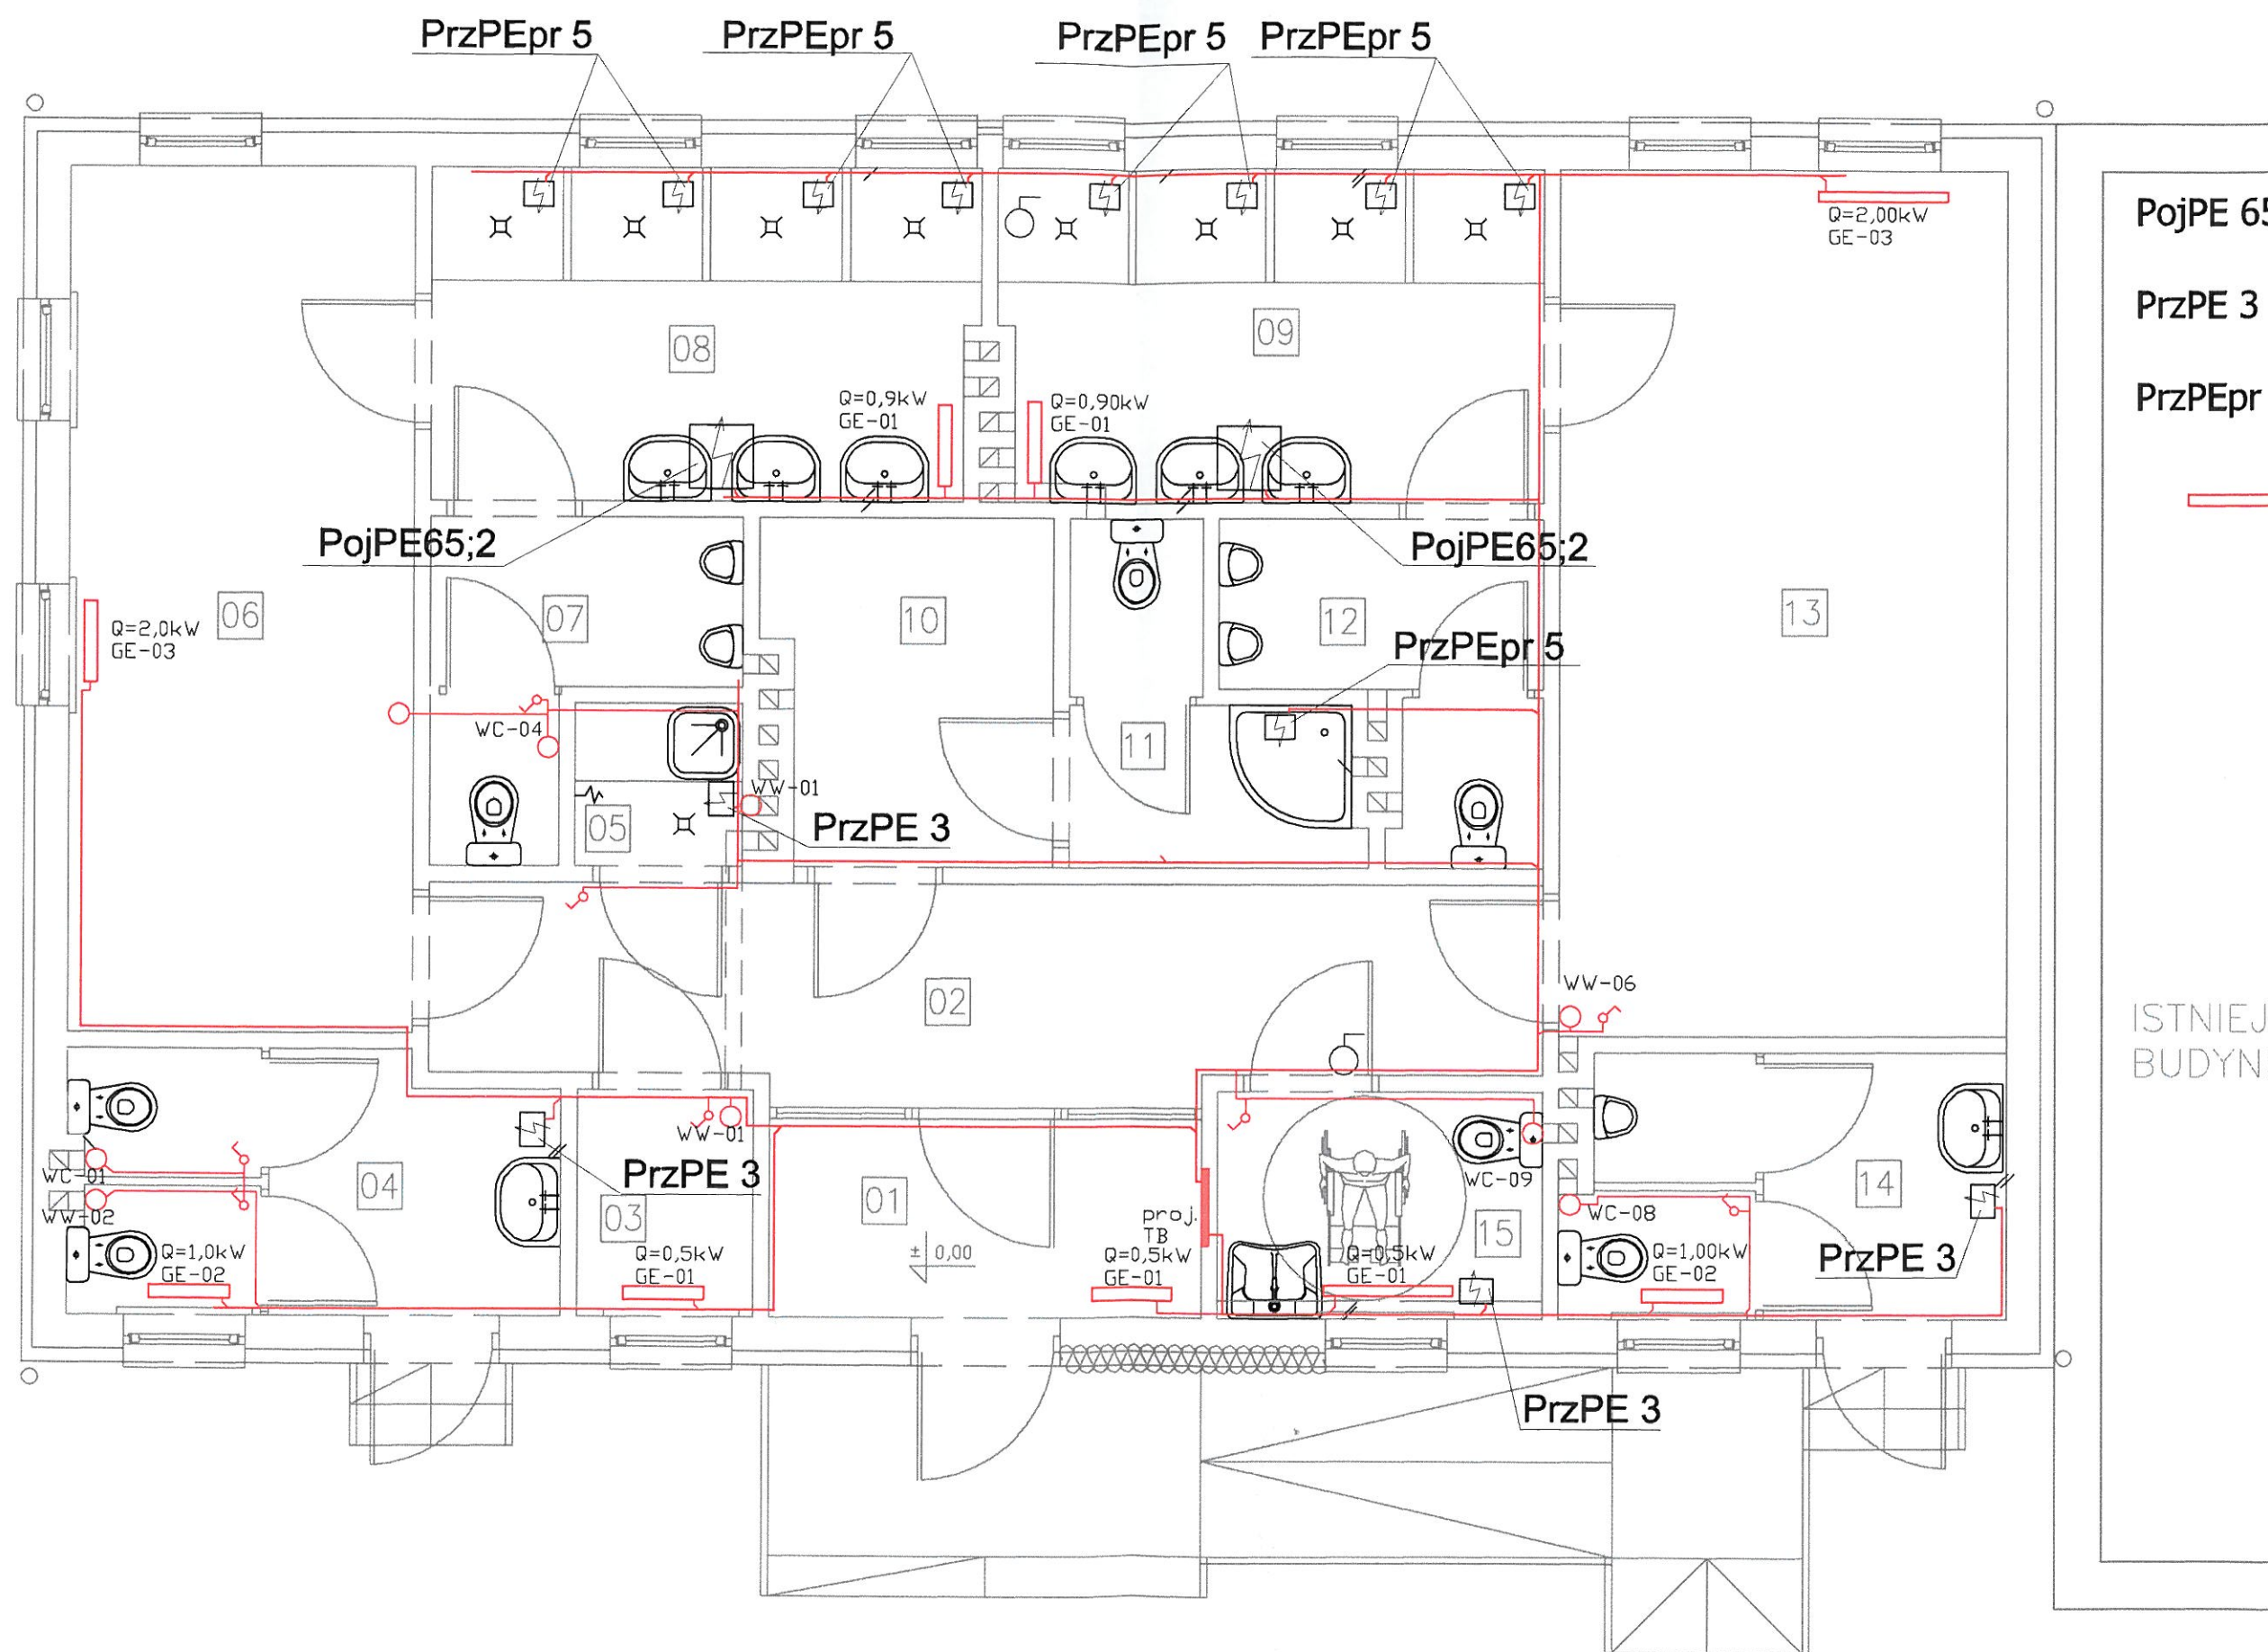 PrzPEpr 5
PrzPEpr 5
PrzPEpr 5
PrzPEpr 5
Q=2,00kW
GE-03
PojPE 65
PrzPE 3
PrzPEpr
08
09
Q=0,9kW
GE-01
Q=0,90kW
GE-01
PojPE65;2
PojPE65;2
06
Q=2,0kW
GE-03
07
10
12
13
PrzPEpr 5
WC-04
11
WW-01
05
PrzPE 3
02
WW-06
ISTNIEJ
BUDYN
WW-01
WC-01
04
PrzPE 3
WC-09
WW-02
03
01
proj.
TB
15
WC-08
14
Q=1,0kW
GE-02
Q=0,5kW
GE-01
± 0,00
Q=0,5kW
GE-01
Q=0,5kW
GE-01
Q=1,00kW
GE-02
PrzPE 3
PrzPE 3